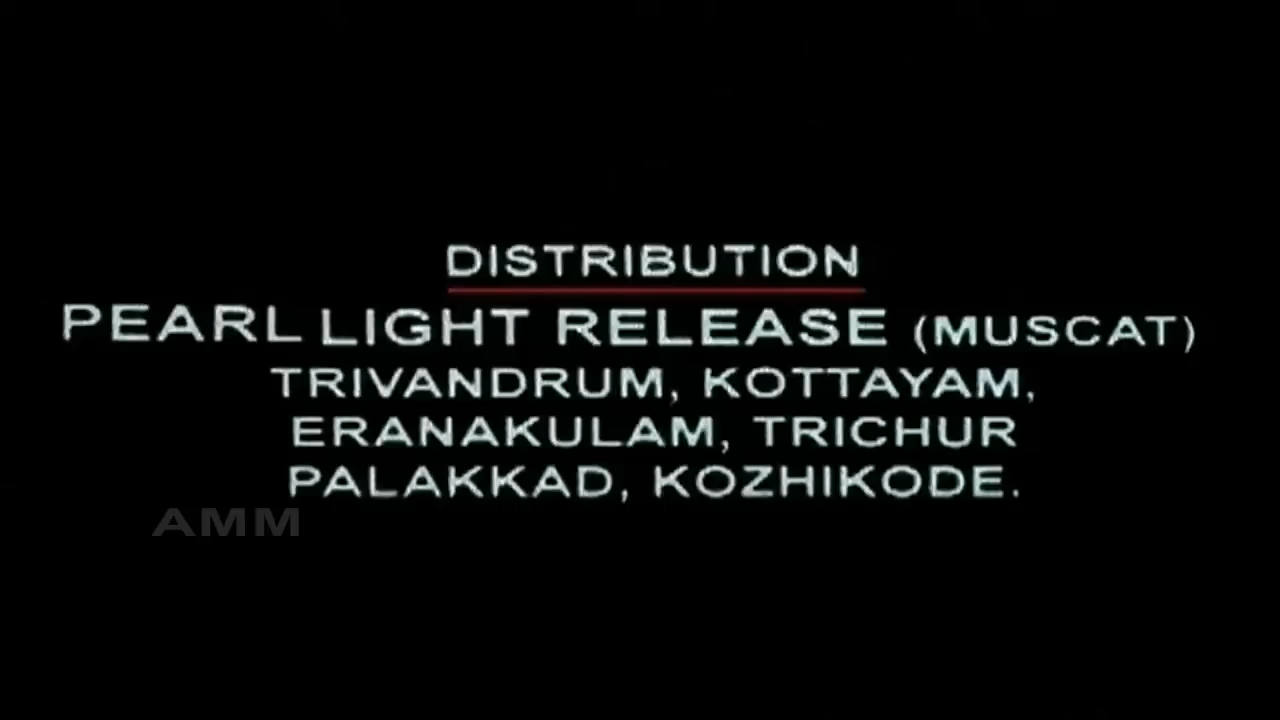 DISTRIBUTION
PEARL LIGHT RELEASE (MUSCAT)
TRIVANDRUM, KOTTAYAM,
ERANAKULAM, TRICHUR
PALAKKAD, KOZHIKODE.
AMM